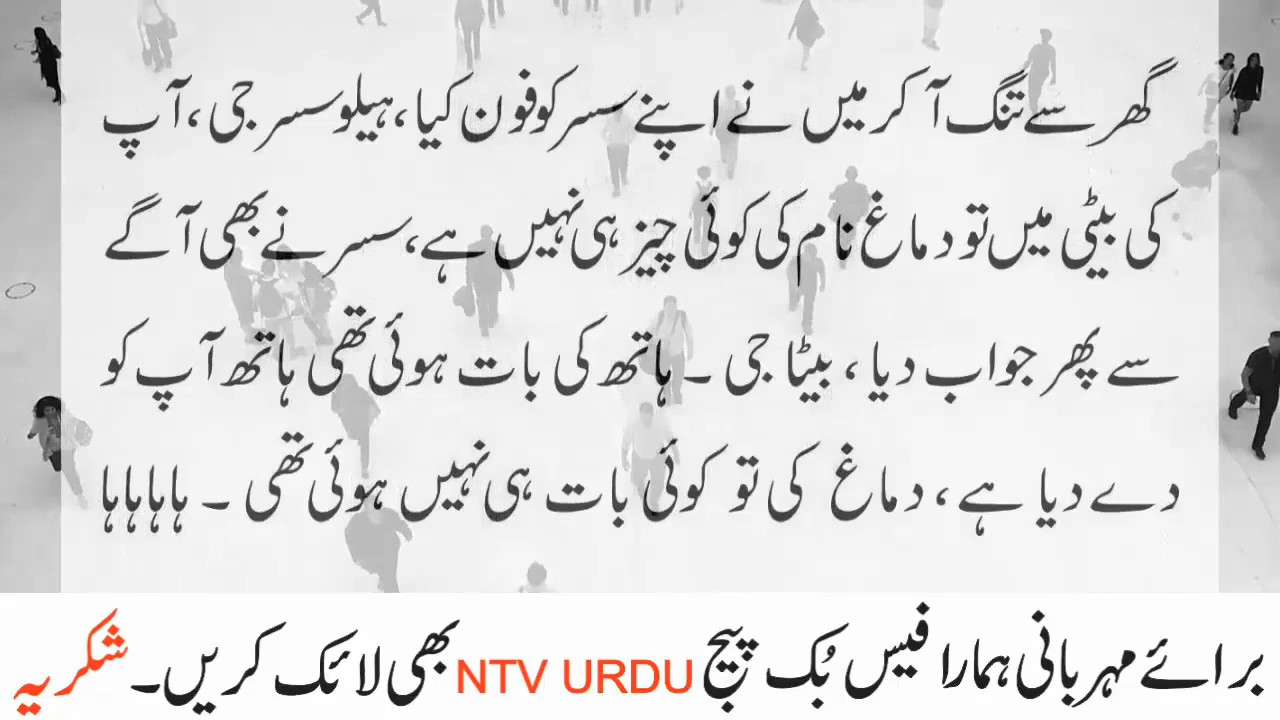 گھر سے تنگ آ کر میں نے اپنے سسر کو فون کیا، ہیلو سسر جی، آپ
کی بیٹی میں تو دماغ نام کی کوئی چیز ہی نہیں ہے، سسر نے بھی آگے
سے پھر جواب دیا، بیٹا جی ۔ ہاتھ کی بات ہوئی تھی ہاتھ آپ کو
دے دیا ہے، دماغ کی تو کوئی بات ہی نہیں ہوئی تھی ۔ ہاہاہاہا
برائے مہربانی ہمارا فیس بُک پیج NTV URDU بھی لائک کریں۔ شکریہ